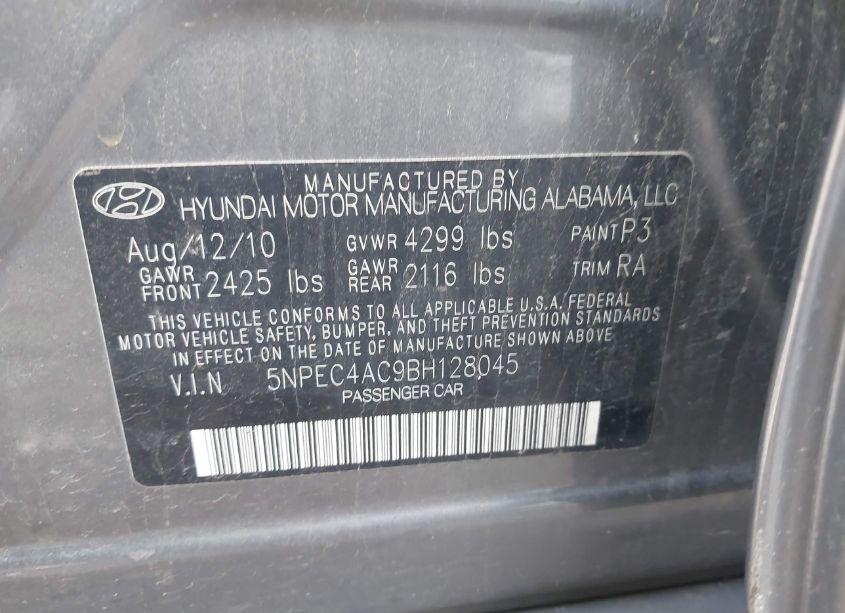 MANUFACTURED BY
HYUNDAI MOTOR MANUFACTURING ALABAMA, LLC
Aug/12/10 GVWR 4299 lbs PAINT P3
GAWR FRONT 2425 lbs GAWR REAR 2116 lbs TRIM RA
THIS VEHICLE CONFORMS TO ALL APPLICABLE U.S.A. FEDERAL
MOTOR VEHICLE SAFETY, BUMPER, AND THEFT PREVENTION STANDARDS
IN EFFECT ON THE DATE OF MANUFACTURE SHOWN ABOVE
V.I.N 5NPEC4AC9BH128045
PASSENGER CAR